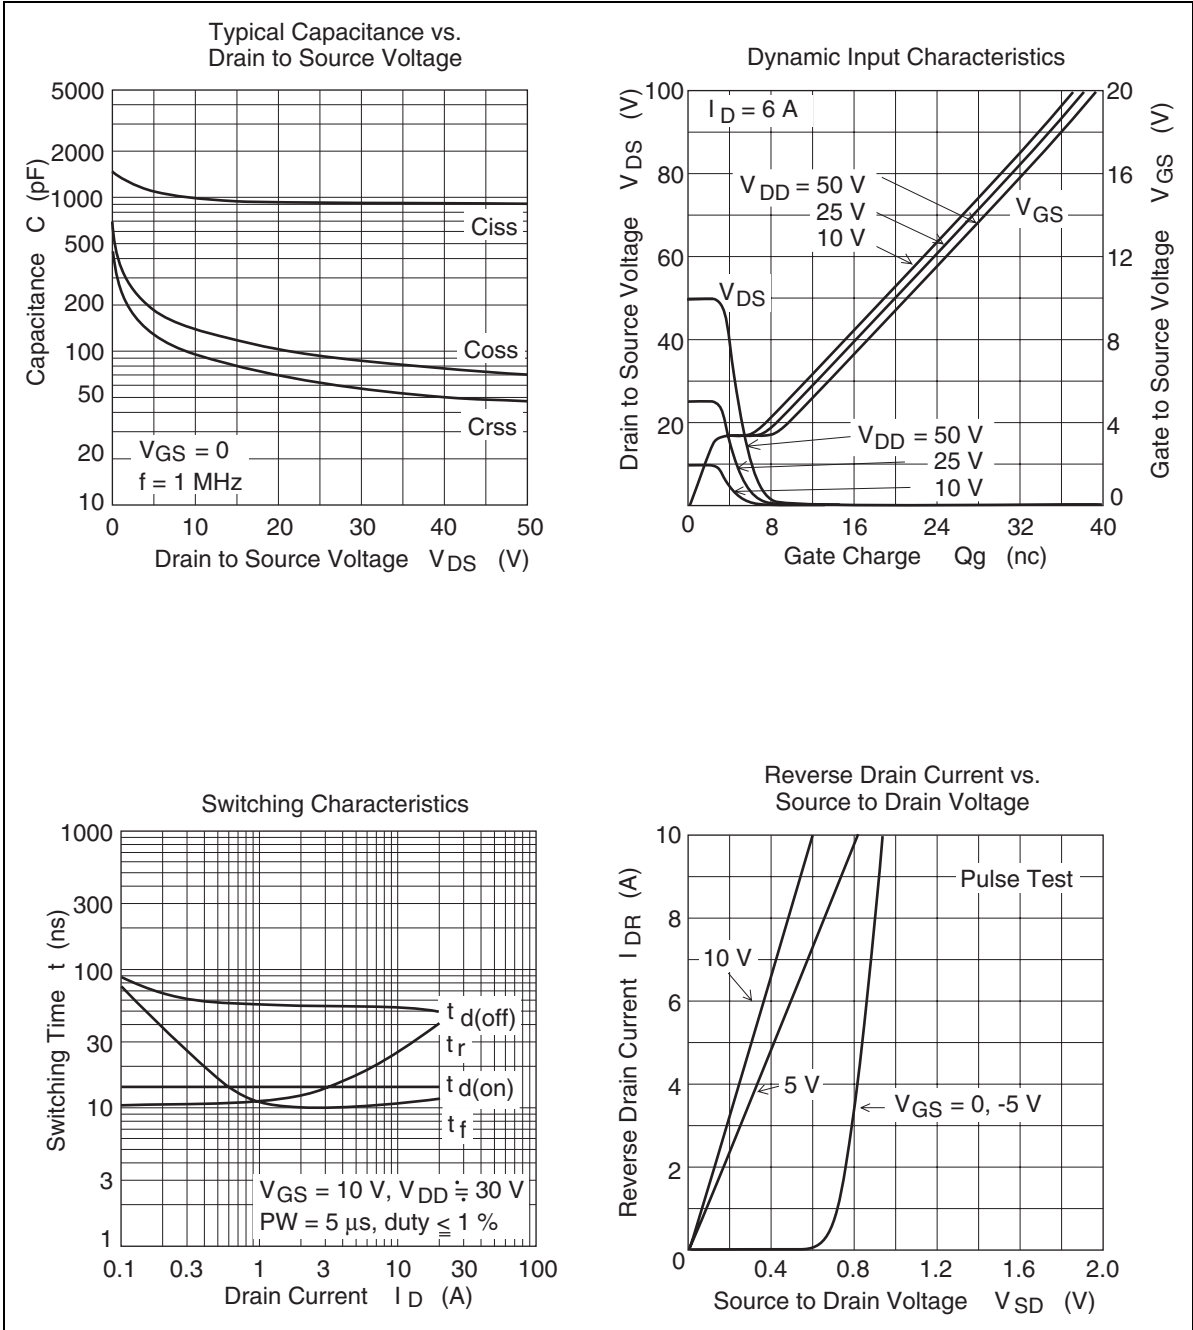 Typical Capacitance vs.
Drain to Source Voltage
5000
2000
1000
500
200
100
50
20
10
Capacitance C (pF)
Ciss
Coss
Crss
VGS = 0
f = 1 MHz
0 10 20 30 40 50
Drain to Source Voltage VDS (V)
Dynamic Input Characteristics
100
80
60
40
20
0
Drain to Source Voltage VDS (V)
ID = 6 A
VDD = 50 V
25 V
10 V
VGS
VDS
VDD = 50 V
25 V
10 V
20
16
12
8
4
0
Gate to Source Voltage VGS (V)
0 8 16 24 32 40
Gate Charge Qg (nc)
Switching Characteristics
1000
300
100
30
10
3
1
Switching Time t (ns)
td(off)
tr
td(on)
tf
VGS = 10 V, VDD ≒ 30 V
PW = 5 µs, duty ≦ 1 %
0.1 0.3 1 3 10 30 100
Drain Current ID (A)
Reverse Drain Current vs.
Source to Drain Voltage
10
8
6
4
2
0
Reverse Drain Current IDR (A)
Pulse Test
10 V
5 V
VGS = 0, -5 V
0.4 0.8 1.2 1.6 2.0
Source to Drain Voltage VSD (V)